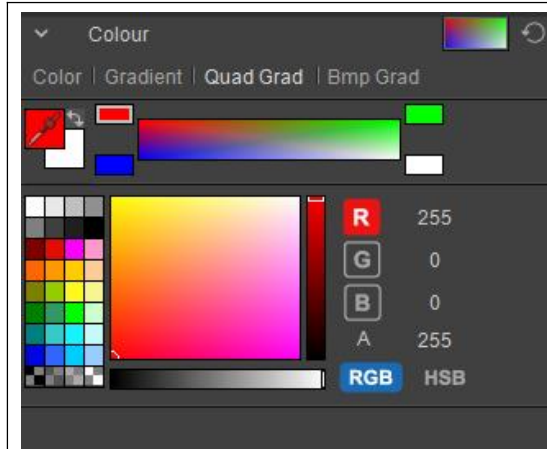 Colour
Color | Gradient | Quad Grad | Bmp Grad
R 255
G 0
B 0
A 255
RGB HSB